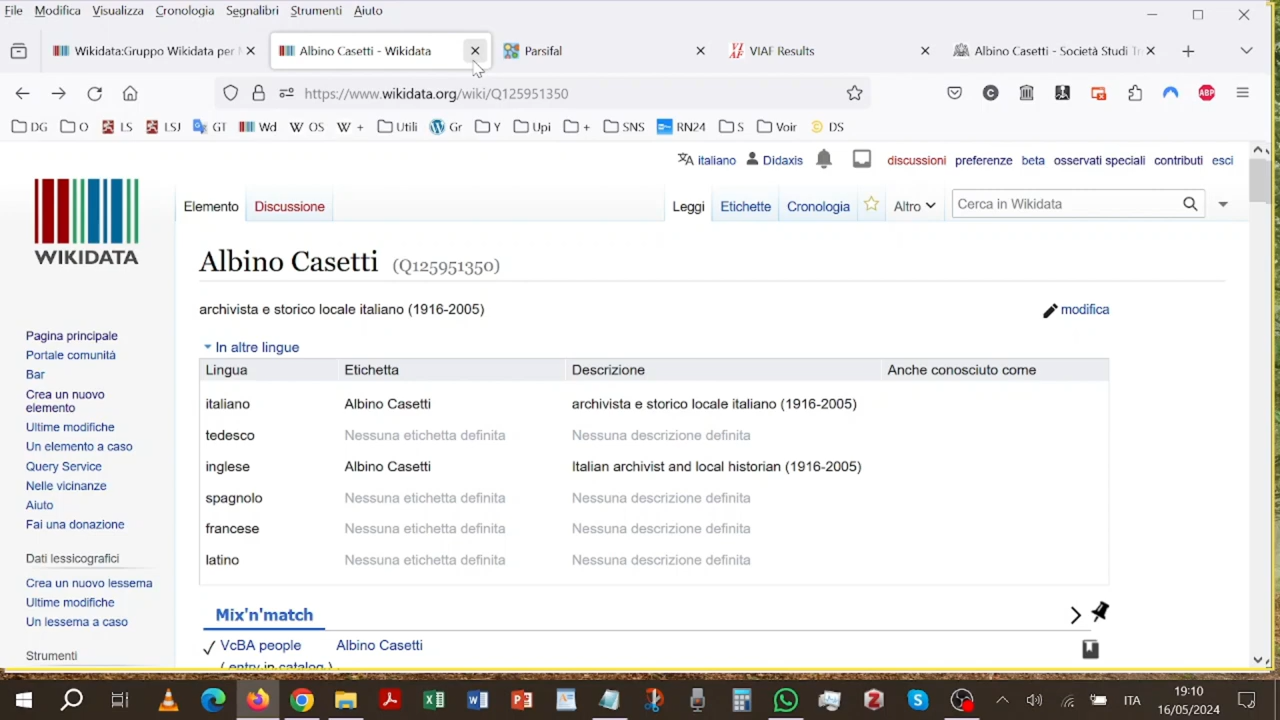 File Modifica Visualizza Cronologia Segnalibri Strumenti Aiuto
Wikidata:Gruppo Wikidata per
Albino Casetti - Wikidata
Parsifal
VIAF Results
Albino Casetti - Società Studi Tr
https://www.wikidata.org/wiki/Q125951350
ABP
DG O LS LSJ GT Wd W OS W + Utili Gr Y Upi + SNS RN24 S Voir DS
italiano Didaxis discussioni preferenze beta osservati speciali contributi esci
WIKIDATA
Elemento Discussione Leggi Etichette Cronologia Altro Cerca in Wikidata
Albino Casetti (Q125951350)
archivista e storico locale italiano (1916-2005)
modifica
In altre lingue
Lingua Etichetta Descrizione Anche conosciuto come
italiano Albino Casetti archivista e storico locale italiano (1916-2005)
tedesco Nessuna etichetta definita Nessuna descrizione definita
inglese Albino Casetti Italian archivist and local historian (1916-2005)
spagnolo Nessuna etichetta definita Nessuna descrizione definita
francese Nessuna etichetta definita Nessuna descrizione definita
latino Nessuna etichetta definita Nessuna descrizione definita
Mix'n'match
VcBA people Albino Casetti
( entry in catalog )
Pagina principale
Portale comunità
Bar
Crea un nuovo
elemento
Ultime modifiche
Un elemento a caso
Query Service
Nelle vicinanze
Aiuto
Fai una donazione
Dati lessicografici
Crea un nuovo lessema
Ultime modifiche
Un lessema a caso
Strumenti
ITA
19:10
16/05/2024